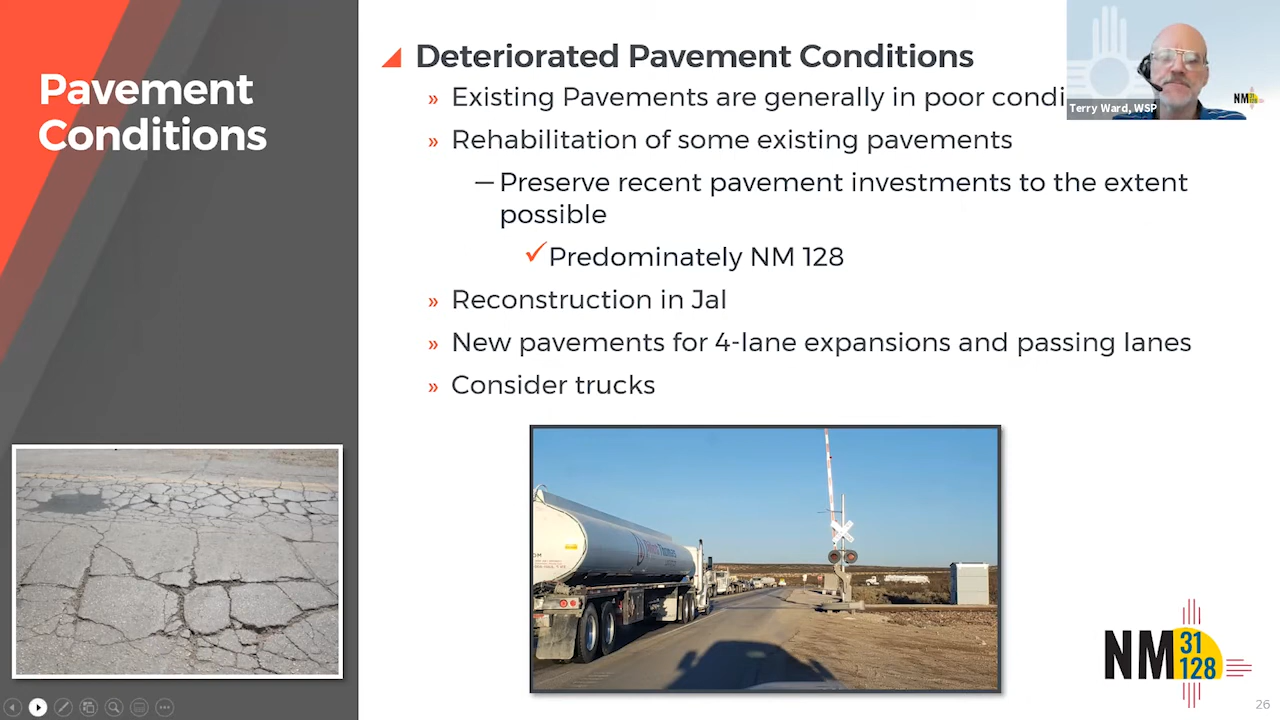 Pavement
Conditions
Deteriorated Pavement Conditions
» Existing Pavements are generally in poor condi
» Rehabilitation of some existing pavements
— Preserve recent pavement investments to the extent
possible
✓ Predominately NM 128
» Reconstruction in Jal
» New pavements for 4-lane expansions and passing lanes
» Consider trucks
Terry Ward, WSP
NM
NM 31
128
26